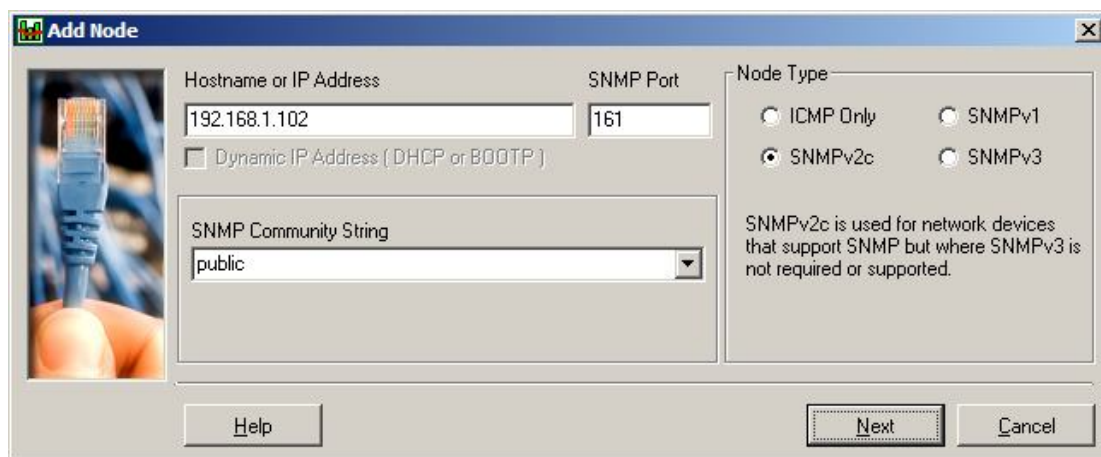 Add Node
Hostname or IP Address
SNMP Port
192.168.1.102
161
Dynamic IP Address ( DHCP or BOOTP )
SNMP Community String
public
Node Type
ICMP Only
SNMPv1
SNMPv2c
SNMPv3
SNMPv2c is used for network devices
that support SNMP but where SNMPv3 is
not required or supported.
Help
Next
Cancel